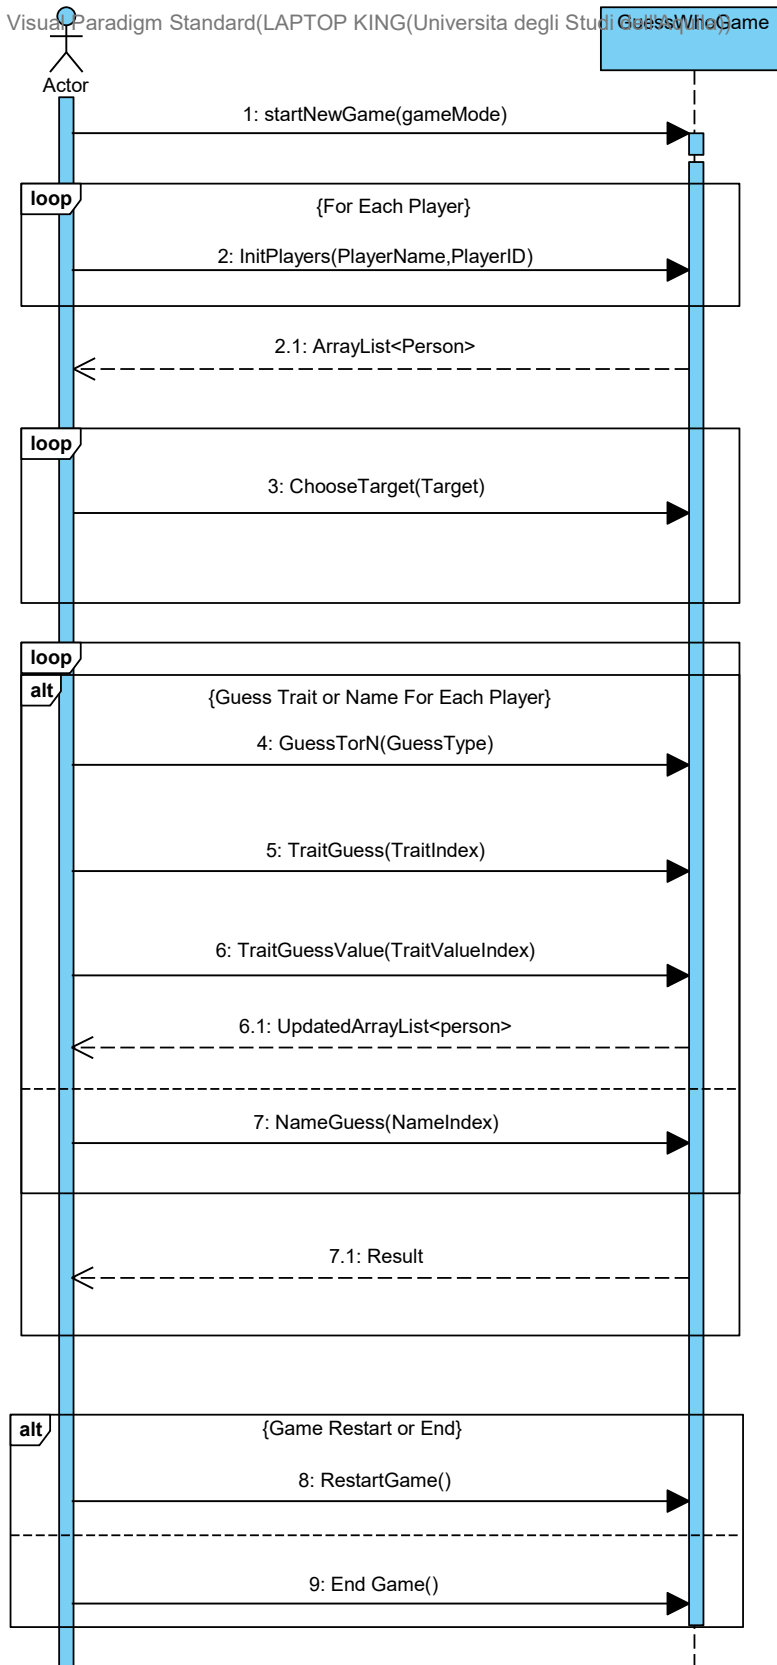 Visual Paradigm Standard(LAPTOP KING(Universita degli Studi dell'Aquila))
GuessWhoGame
Actor
1: startNewGame(gameMode)
loop
{For Each Player}
2: InitPlayers(PlayerName,PlayerID)
2.1: ArrayList<Person>
loop
3: ChooseTarget(Target)
loop
alt
{Guess Trait or Name For Each Player}
4: GuessTorN(GuessType)
5: TraitGuess(TraitIndex)
6: TraitGuessValue(TraitValueIndex)
6.1: UpdatedArrayList<person>
7: NameGuess(NameIndex)
7.1: Result
alt
{Game Restart or End}
8: RestartGame()
9: End Game()